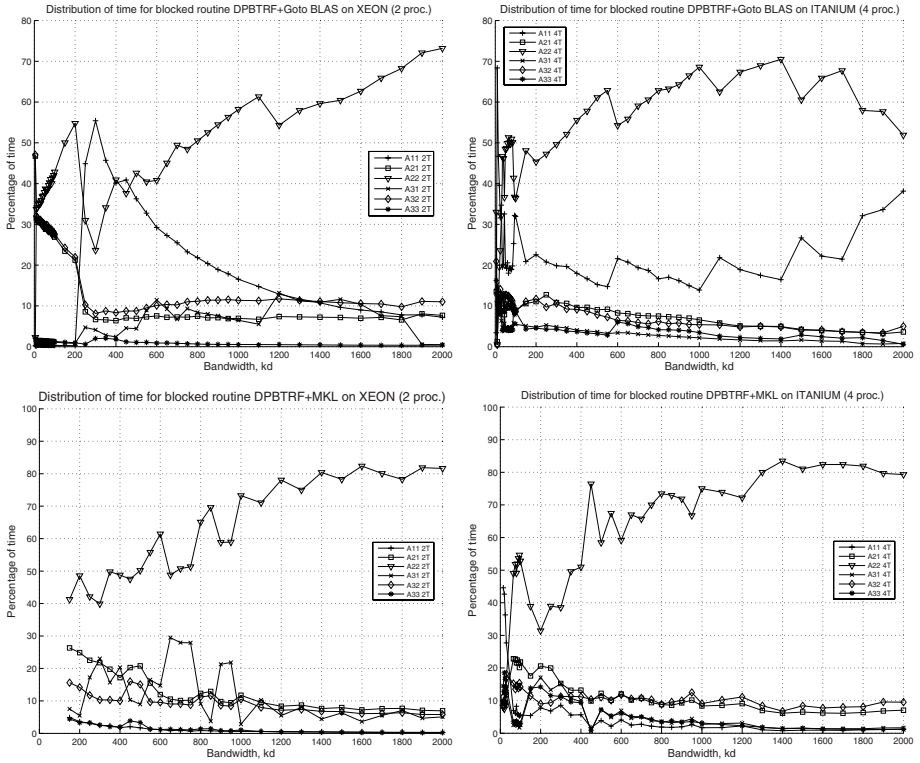 Distribution of time for blocked routine DPBTRF+Goto BLAS on XEON (2 proc.)
80
70
60
50
40
30
20
10
0
Percentage of time
A11 2T
A21 2T
A22 2T
A31 2T
A32 2T
A33 2T
0 200 400 600 800 1000 1200 1400 1600 1800 2000
Bandwidth, kd
Distribution of time for blocked routine DPBTRF+Goto BLAS on ITANIUM (4 proc.)
80
70
60
50
40
30
20
10
0
Percentage of time
A11 4T
A21 4T
A22 4T
A31 4T
A32 4T
A33 4T
0 200 400 600 800 1000 1200 1400 1600 1800 2000
Bandwidth, kd
Distribution of time for blocked routine DPBTRF+MKL on XEON (2 proc.)
100
90
80
70
60
50
40
30
20
10
0
Percentage of time
A11 2T
A21 2T
A22 2T
A31 2T
A32 2T
A33 2T
0 200 400 600 800 1000 1200 1400 1600 1800 2000
Bandwidth, kd
Distribution of time for blocked routine DPBTRF+MKL on ITANIUM (4 proc.)
100
90
80
70
60
50
40
30
20
10
0
Percentage of time
A11 4T
A21 4T
A22 4T
A31 4T
A32 4T
A33 4T
0 200 400 600 800 1000 1200 1400 1600 1800 2000
Bandwidth, kd